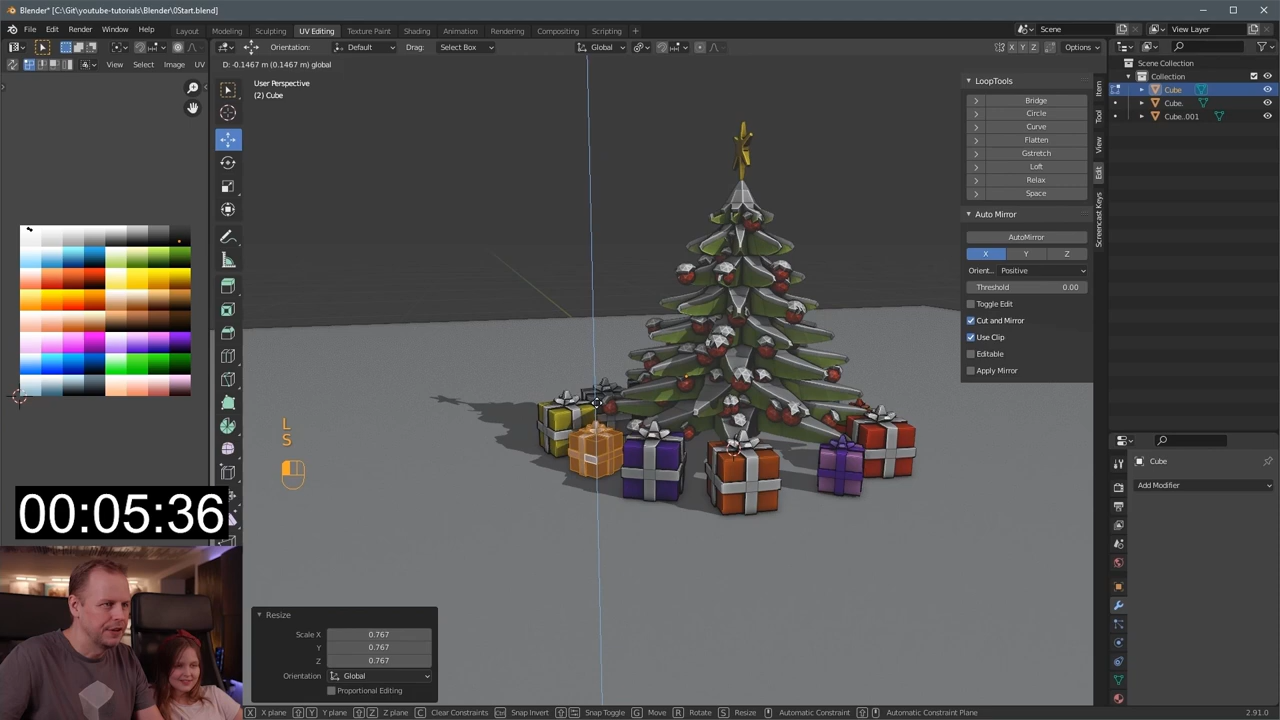 Blender* [C:\Git\youtube-tutorials\Blender\0Start.blend]
File Edit Render Window Help Layout Modeling Sculpting UV Editing Texture Paint Shading Animation Rendering Compositing Scripting + Scene View Layer
Orientation: Default Drag: Select Box Global X Y Z Options
View Select Image UV D: -0.1467 m (0.1467 m) global
User Perspective
(2) Cube
Scene Collection
Collection
Cube
Cube.
Cube..001
LoopTools
Bridge
Circle
Curve
Flatten
Gstretch
Loft
Relax
Space
Auto Mirror
AutoMirror
X Y Z
Orient... Positive
Threshold 0.00
Toggle Edit
Cut and Mirror
Use Clip
Editable
Apply Mirror
Item
Tool
View
Edit
Screencast Keys
L
S
00:05:36
Cube
Add Modifier
Resize
Scale X 0.767
Y 0.767
Z 0.767
Orientation Global
Proportional Editing
X X plane Y Y plane Z Z plane C Clear Constraints Ctrl Snap Invert Snap Toggle G Move R Rotate S Resize Automatic Constraint Automatic Constraint Plane 2.91.0